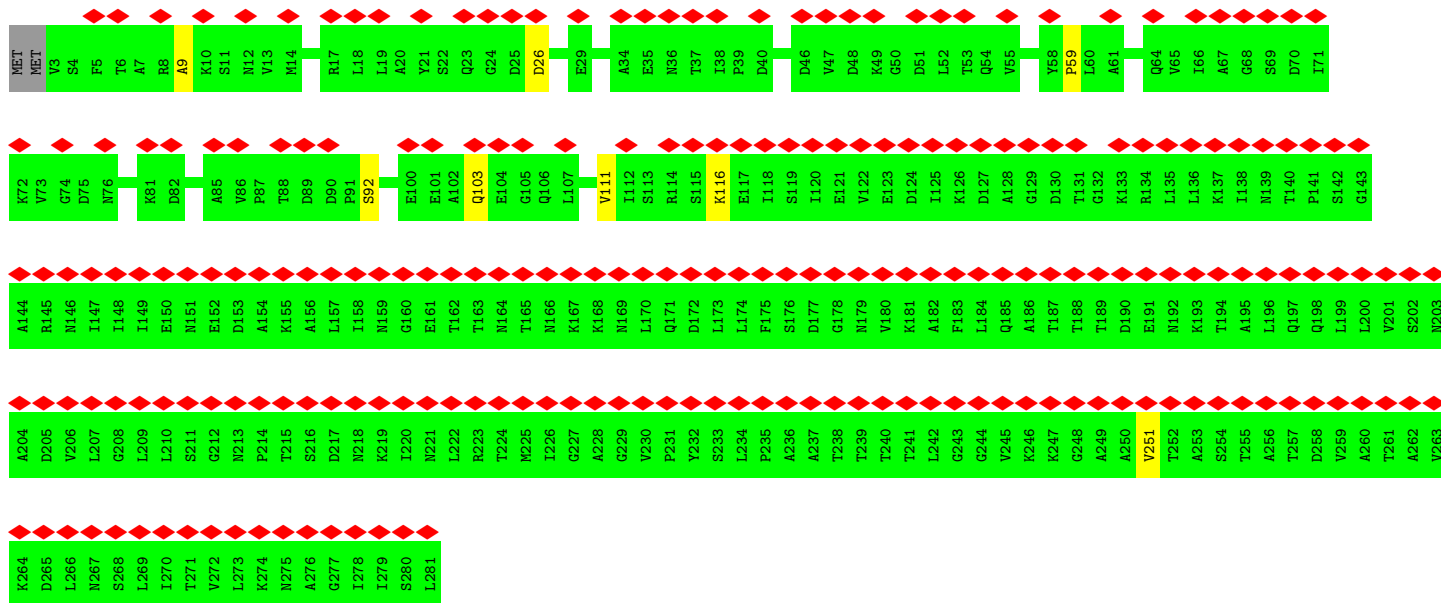 MET MET V3 S4 F5 T6 A7 R8 A9 K10 S11 N12 V13 M14 R17 L18 L19 A20 Y21 S22 Q23 G24 D25 D26 E29 A34 E35 N36 T37 I38 P39 D40 D46 V47 D48 K49 G50 D51 L52 T53 Q54 V55 Y58 P59 L60 A61 Q64 V65 I66 A67 G68 S69 D70 I71
K72 V73 G74 D75 N76 K81 D82 A85 V86 P87 T88 D89 D90 P91 S92 E100 E101 A102 Q103 E104 G105 Q106 L107 V111 I112 S113 R114 S115 K116 E117 I118 S119 I120 E121 V122 E123 D124 I125 K126 D127 A128 G129 D130 T131 G132 K133 R134 L135 L136 K137 I138 N139 T140 P141 S142 G143
A144 R145 N146 I147 I148 I149 E150 N151 E152 D153 A154 K155 A156 L157 I158 N159 G160 E161 T162 T163 N164 T165 N166 K167 K168 N169 L170 Q171 D172 L173 L174 F175 S176 D177 G178 N179 V180 K181 A182 F183 L184 Q185 A186 T187 T188 T189 D190 E191 N192 K193 T194 A195 L196 Q197 Q198 L199 L200 V201 S202 N203
A204 D205 V206 L207 G208 L209 L210 S211 G212 N213 P214 T215 S216 D217 N218 K219 I220 N221 L222 R223 T224 M225 I226 G227 A228 G229 V230 P231 Y232 S233 L234 P235 A236 A237 T238 T239 T240 T241 L242 G243 G244 V245 K246 K247 G248 A249 A250 V251 T252 A253 S254 T255 A256 T257 D258 V259 A260 T261 A262 V263
K264 D265 L266 N267 S268 L269 I270 T271 V272 L273 K274 N275 A276 G277 I278 I279 S280 L281